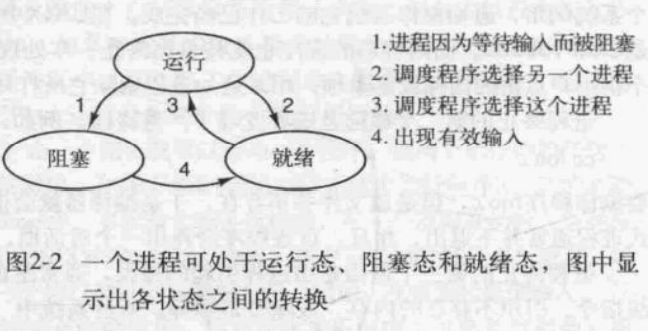 运行
1
3
2
阻塞
就绪
4
1.进程因为等待输入而被阻塞
2.调度程序选择另一个进程
3.调度程序选择这个进程
4.出现有效输入
图2-2 一个进程可处于运行态、阻塞态和就绪态，图中显
示出各状态之间的转换